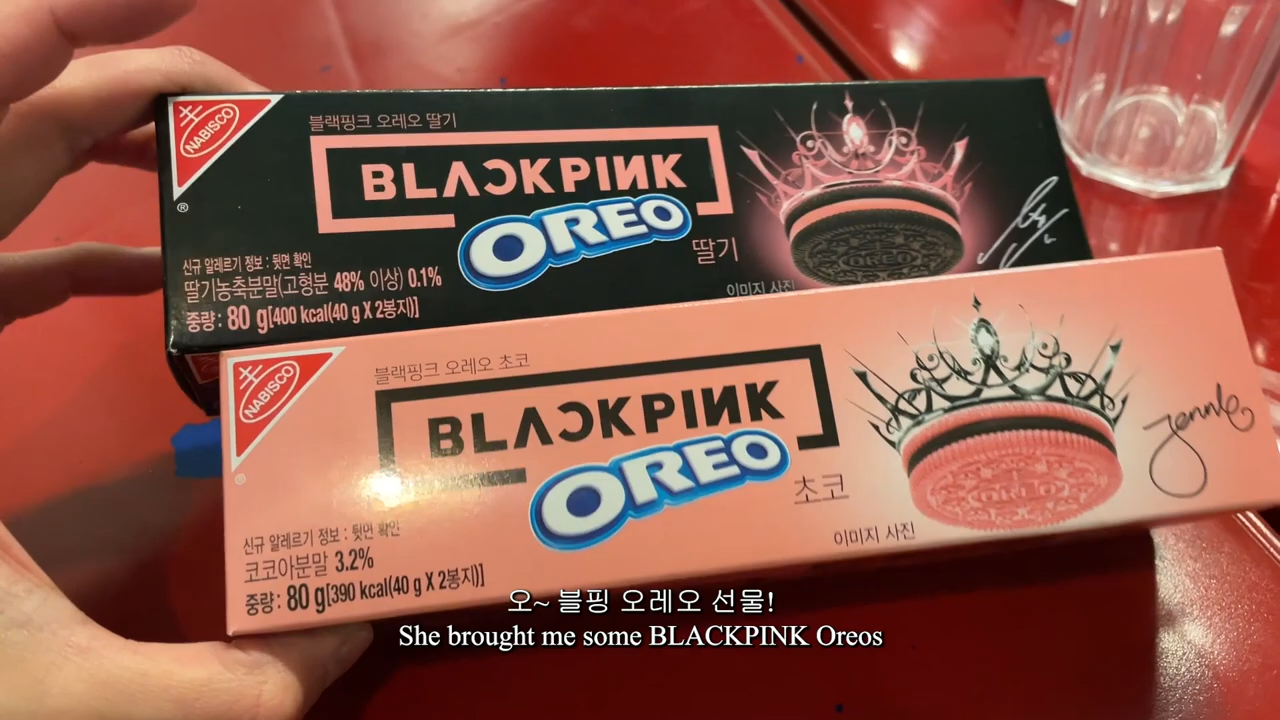 NABISCO
®
블랙핑크 오레오 딸기
BLACKPINK
OREO
딸기
OREO
신규 알레르기 정보 : 뒷면 확인
딸기농축분말(고형분 48% 이상) 0.1%
중량 : 80 g[400 kcal(40 g X 2봉지)]
이미지 사진
NABISCO
®
블랙핑크 오레오 초코
BLACKPINK
OREO
초코
OREO
Jennie
신규 알레르기 정보 : 뒷면 확인
코코아분말 3.2%
중량 : 80 g[390 kcal(40 g X 2봉지)]
이미지 사진
오~ 블핑 오레오 선물!
She brought me some BLACKPINK Oreos